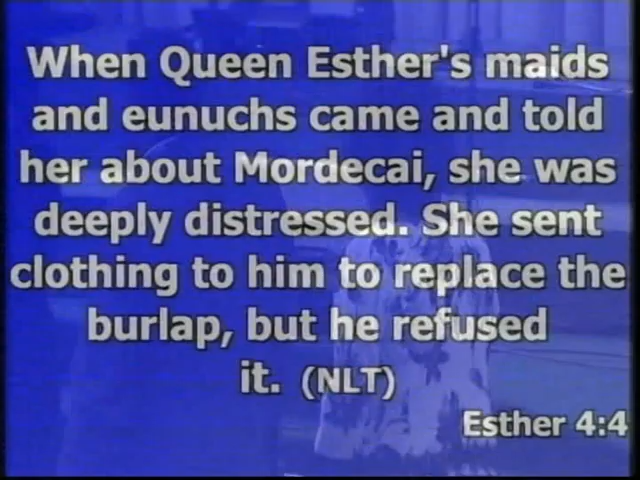 When Queen Esther's maids
and eunuchs came and told
her about Mordecai, she was
deeply distressed. She sent
clothing to him to replace the
burlap, but he refused
it. (NLT)
Esther 4:4